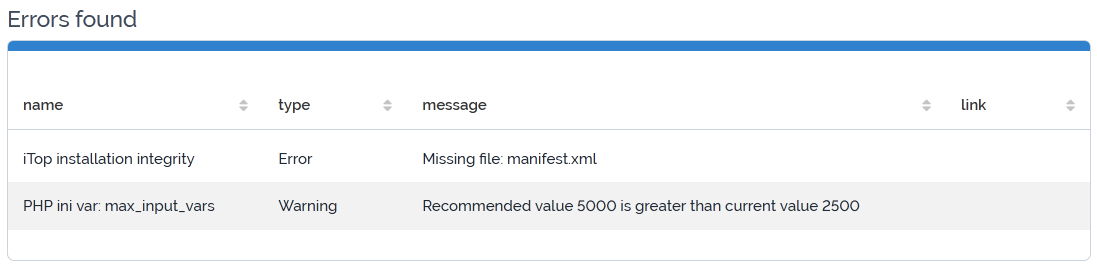 Errors found
name type message link
iTop installation integrity Error Missing file: manifest.xml
PHP ini var: max_input_vars Warning Recommended value 5000 is greater than current value 2500